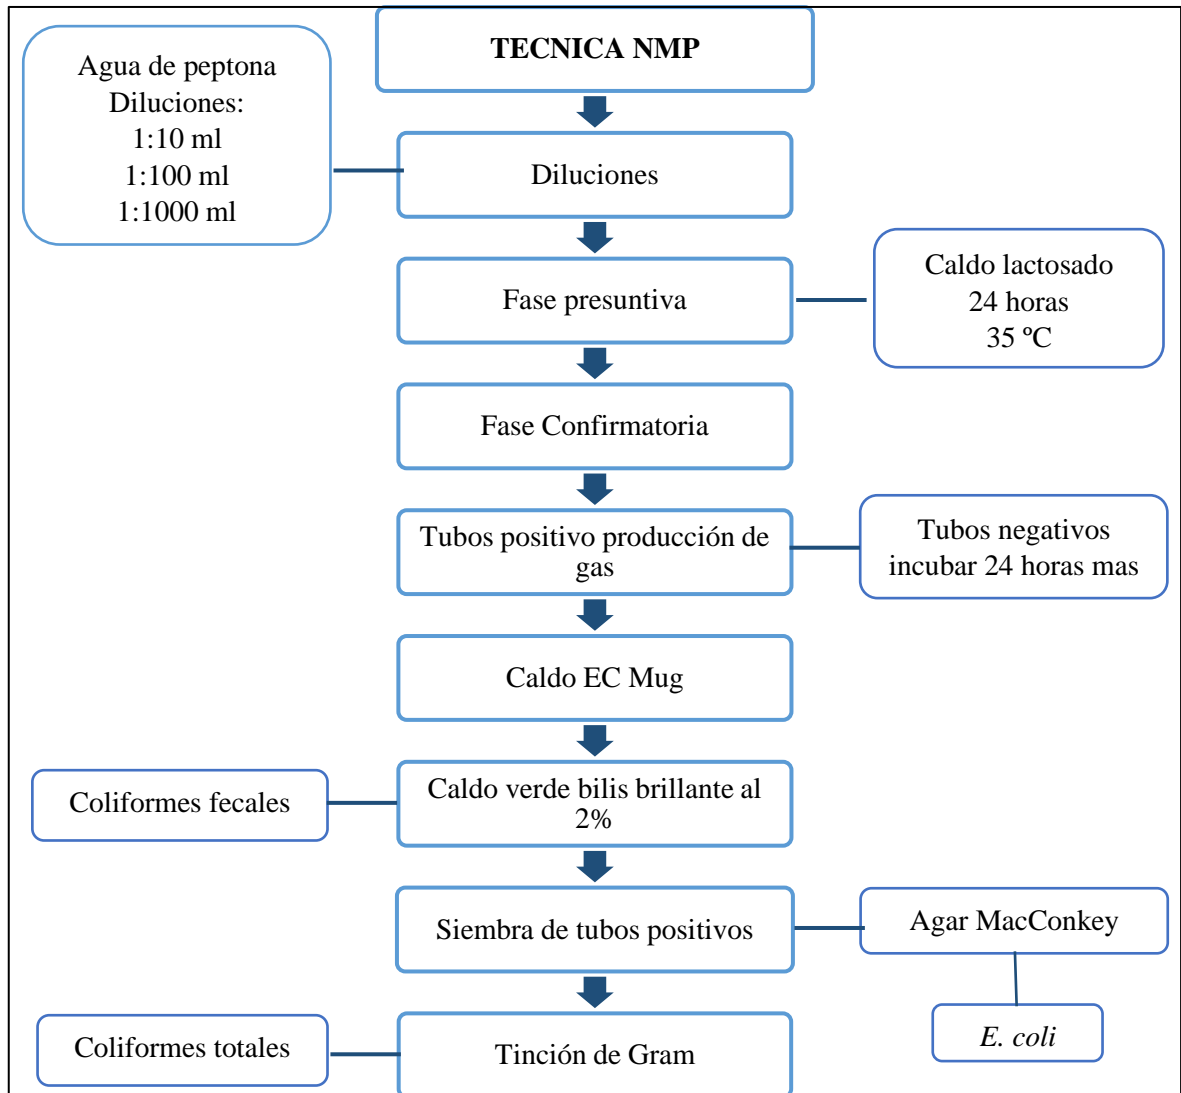 TECNICA NMP
Agua de peptona
Diluciones:
1:10 ml
1:100 ml
1:1000 ml
Diluciones
Fase presuntiva
Caldo lactosado
24 horas
35 ºC
Fase Confirmatoria
Tubos positivo producción de
gas
Tubos negativos
incubar 24 horas mas
Caldo EC Mug
Coliformes fecales
Caldo verde bilis brillante al
2%
Siembra de tubos positivos
Agar MacConkey
E. coli
Coliformes totales
Tinción de Gram